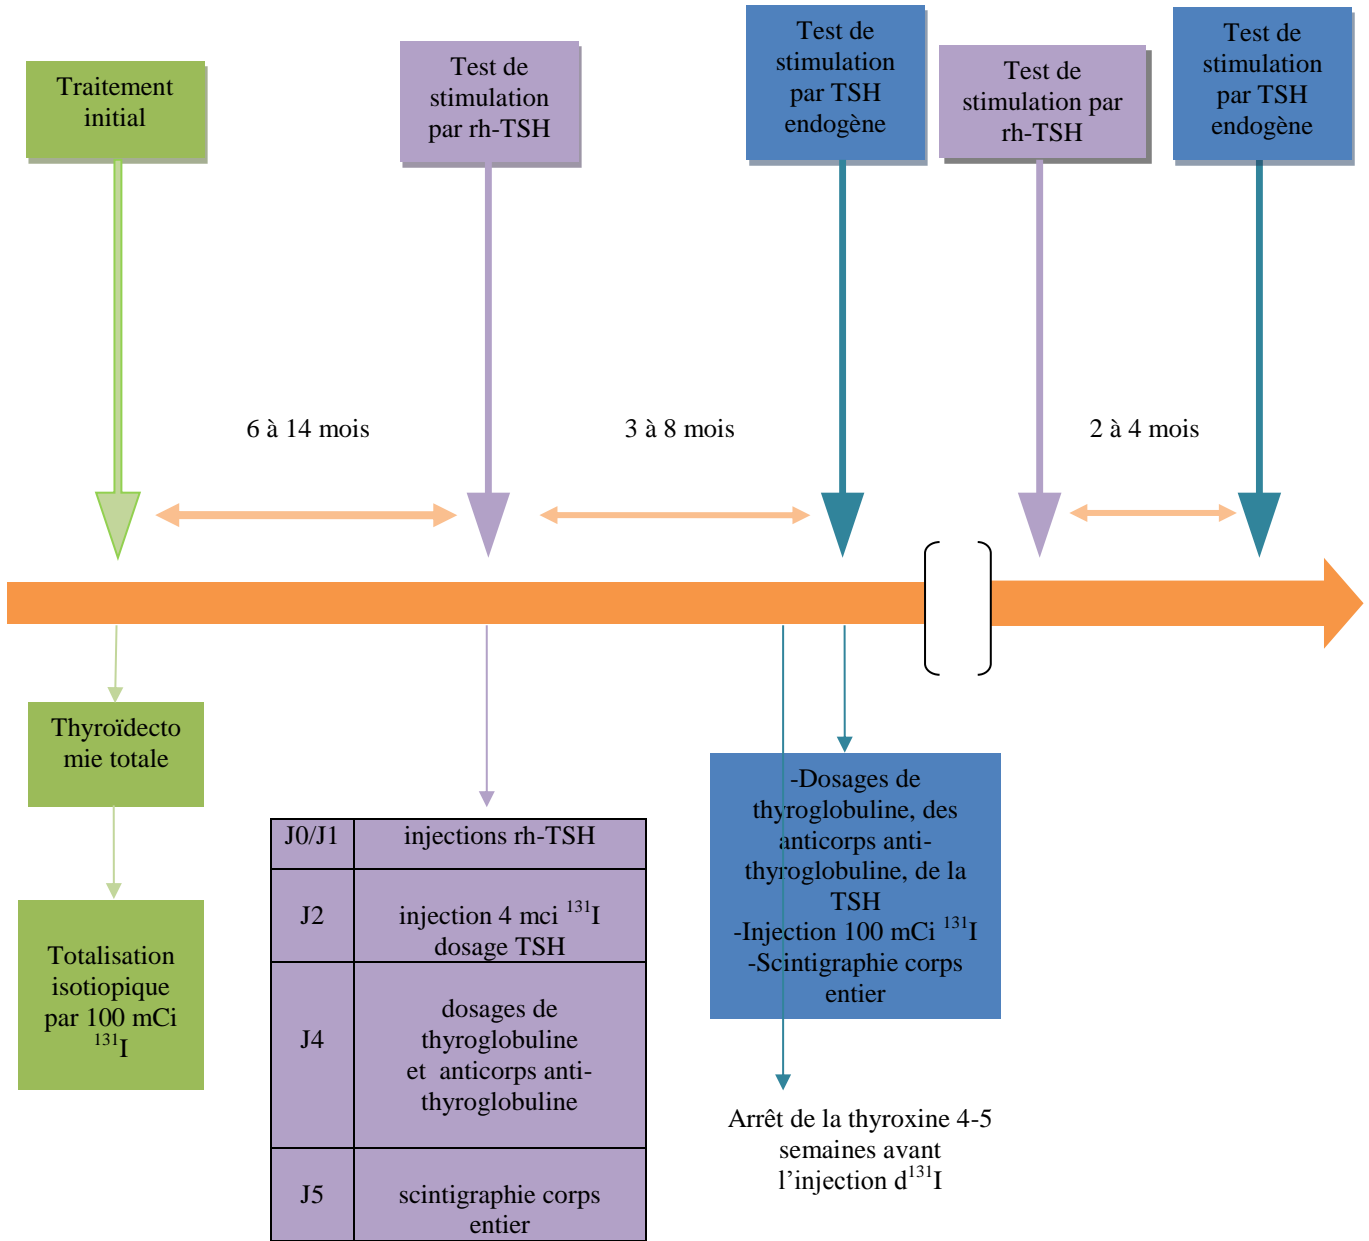 Traitement
initial
Test de
stimulation
par rh-TSH
Test de
stimulation
par TSH
endogène
Test de
stimulation par
rh-TSH
Test de
stimulation
par TSH
endogène
6 à 14 mois
3 à 8 mois
2 à 4 mois
Thyroïdecto
mie totale
Totalisation
isotiopique
par 100 mCi
¹³¹I
J0/J1 injections rh-TSH
J2 injection 4 mci ¹³¹I
dosage TSH
J4 dosages de
thyroglobuline
et anticorps anti-
thyroglobuline
J5 scintigraphie corps
entier
-Dosages de
thyroglobuline, des
anticorps anti-
thyroglobuline, de la
TSH
-Injection 100 mCi ¹³¹I
-Scintigraphie corps
entier
Arrêt de la thyroxine 4-5
semaines avant
l’injection d¹³¹I